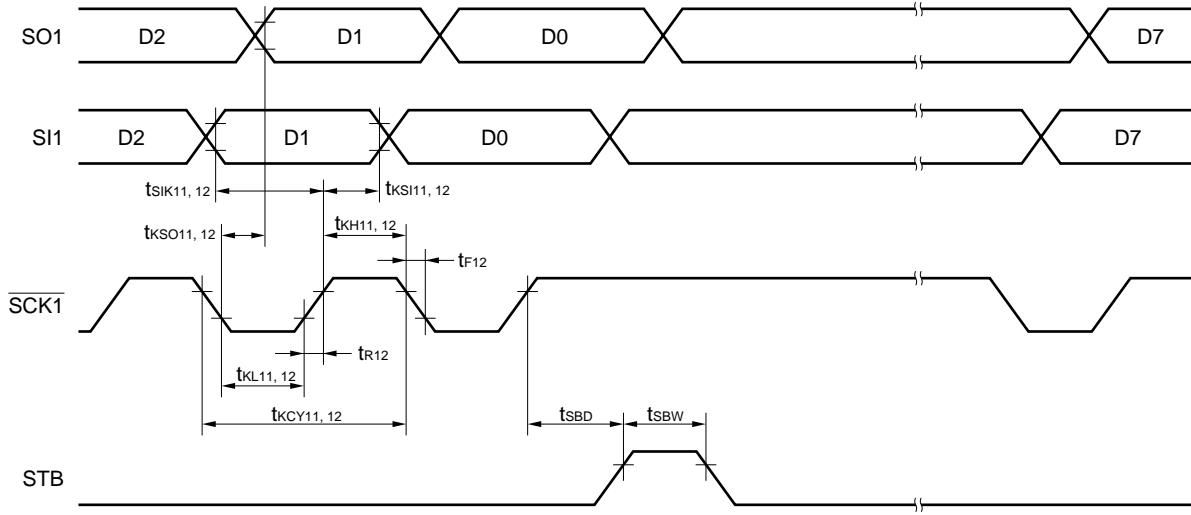 SO1 D2 D1 D0 D7
SI1 D2 D1 D0 D7
tSIK11, 12 tKSI11, 12
tKSO11, 12 tKH11, 12
tF12
SCK1
tR12
tKL11, 12
tKCY11, 12 tSBD tSBW
STB